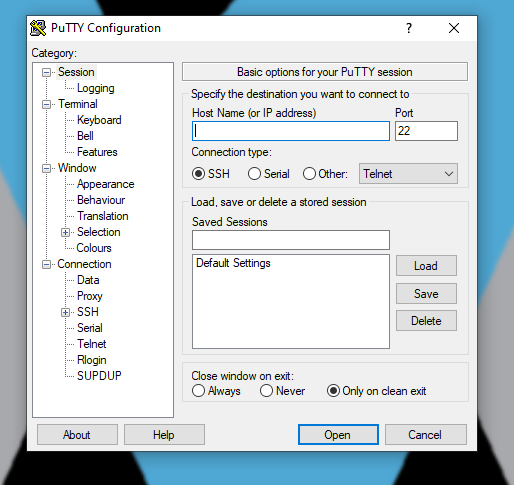 PuTTY Configuration
Category:
Session
Logging
Terminal
Keyboard
Bell
Features
Window
Appearance
Behaviour
Translation
Selection
Colours
Connection
Data
Proxy
SSH
Serial
Telnet
Rlogin
SUPDUP
Basic options for your PuTTY session
Specify the destination you want to connect to
Host Name (or IP address) Port
22
Connection type:
SSH Serial Other: Telnet
Load, save or delete a stored session
Saved Sessions
Default Settings
Load
Save
Delete
Close window on exit:
Always Never Only on clean exit
About Help Open Cancel